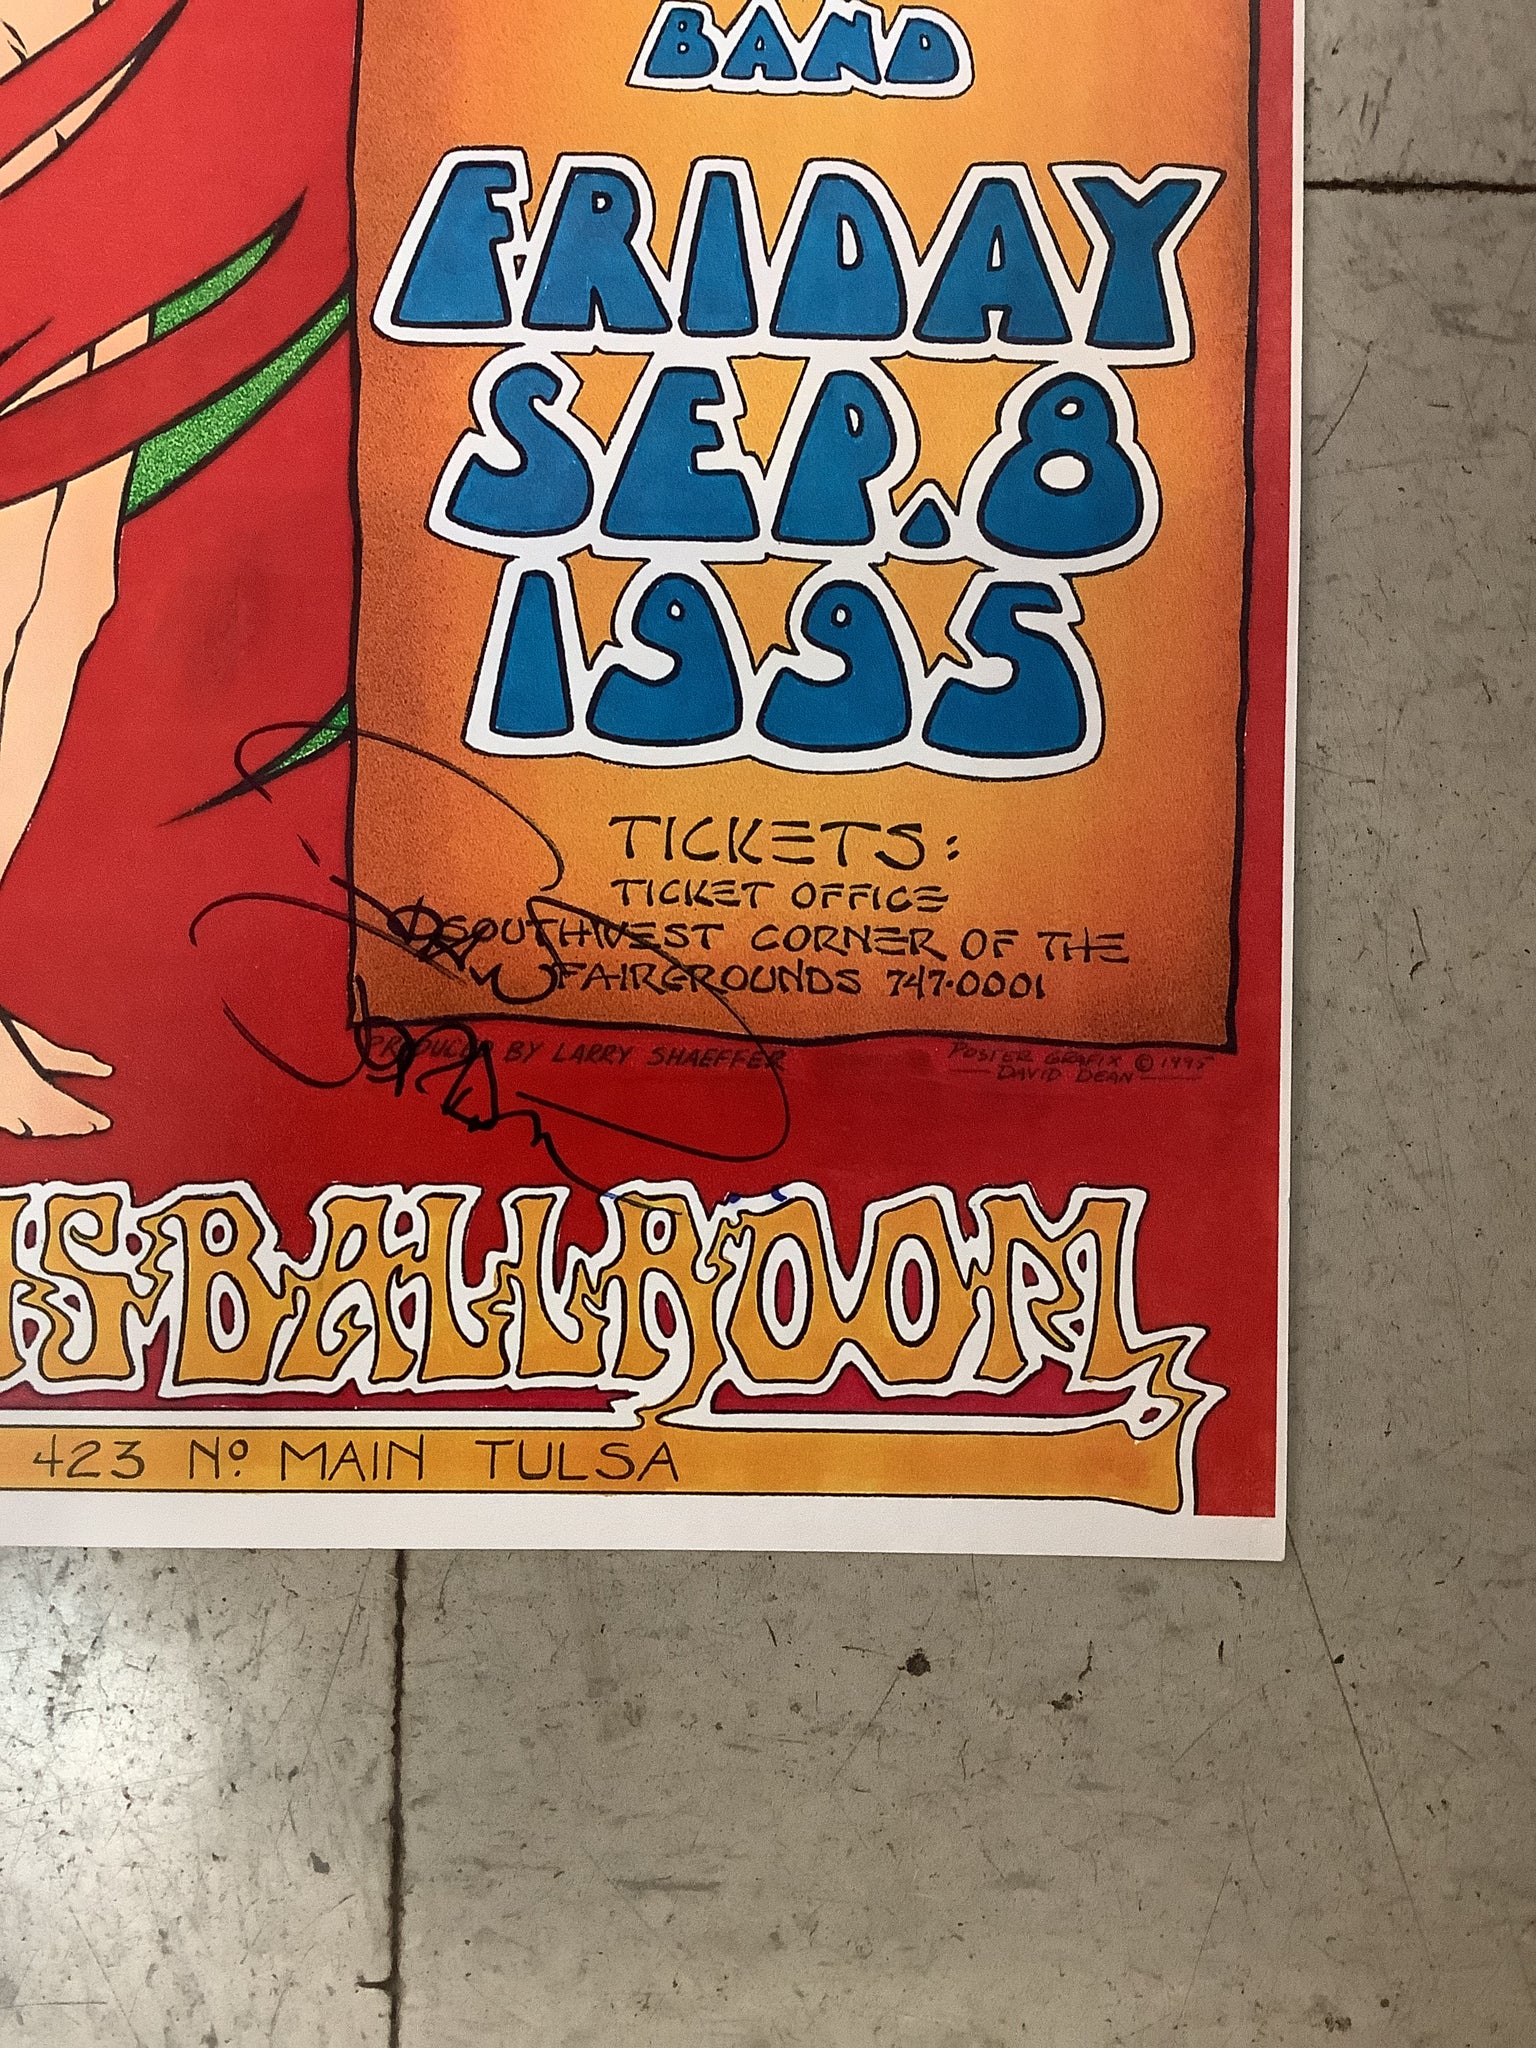 BAND
FRIDAY
SEP. 8
1995
TICKETS:
TICKET OFFICE
SOUTHWEST CORNER OF THE
FAIRGROUNDS 747-0001
PRODUCED BY LARRY SHAEFFER
POSTER GRAFIX © 1995
DAVID DEAN
BALLROOM
423 No. MAIN TULSA